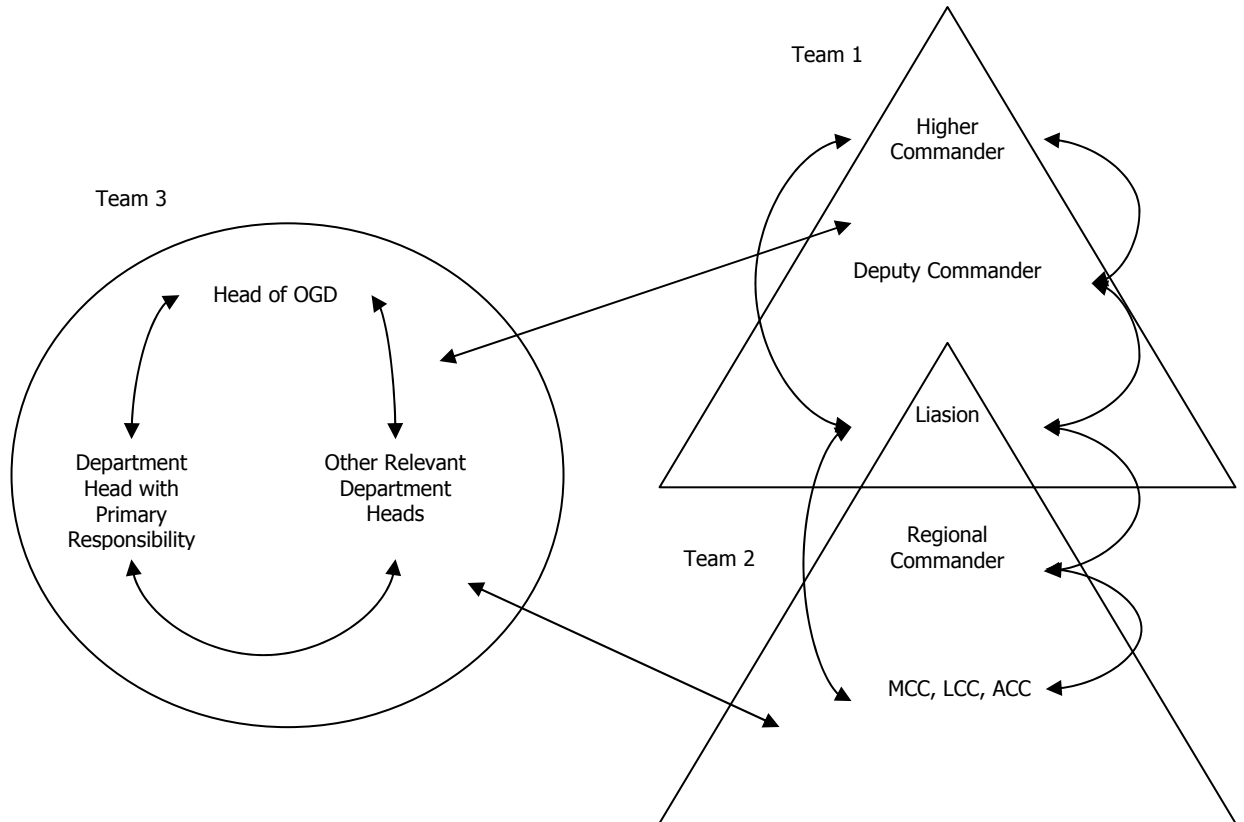 Team 1
Higher
Commander
Deputy Commander
Liasion
Team 2
Regional
Commander
MCC, LCC, ACC
Team 3
Head of OGD
Department
Head with
Primary
Responsibility
Other Relevant
Department
Heads